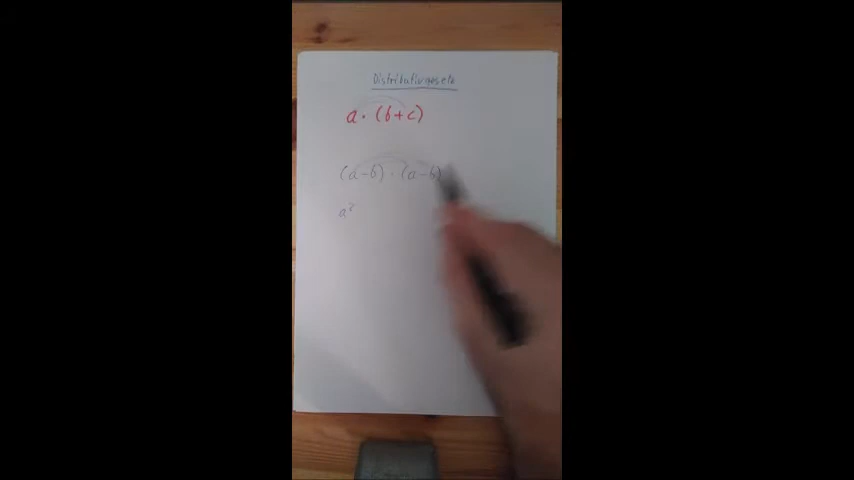 Distributivgesetz
a · (b+c)
(a-b) · (a-b)
a²